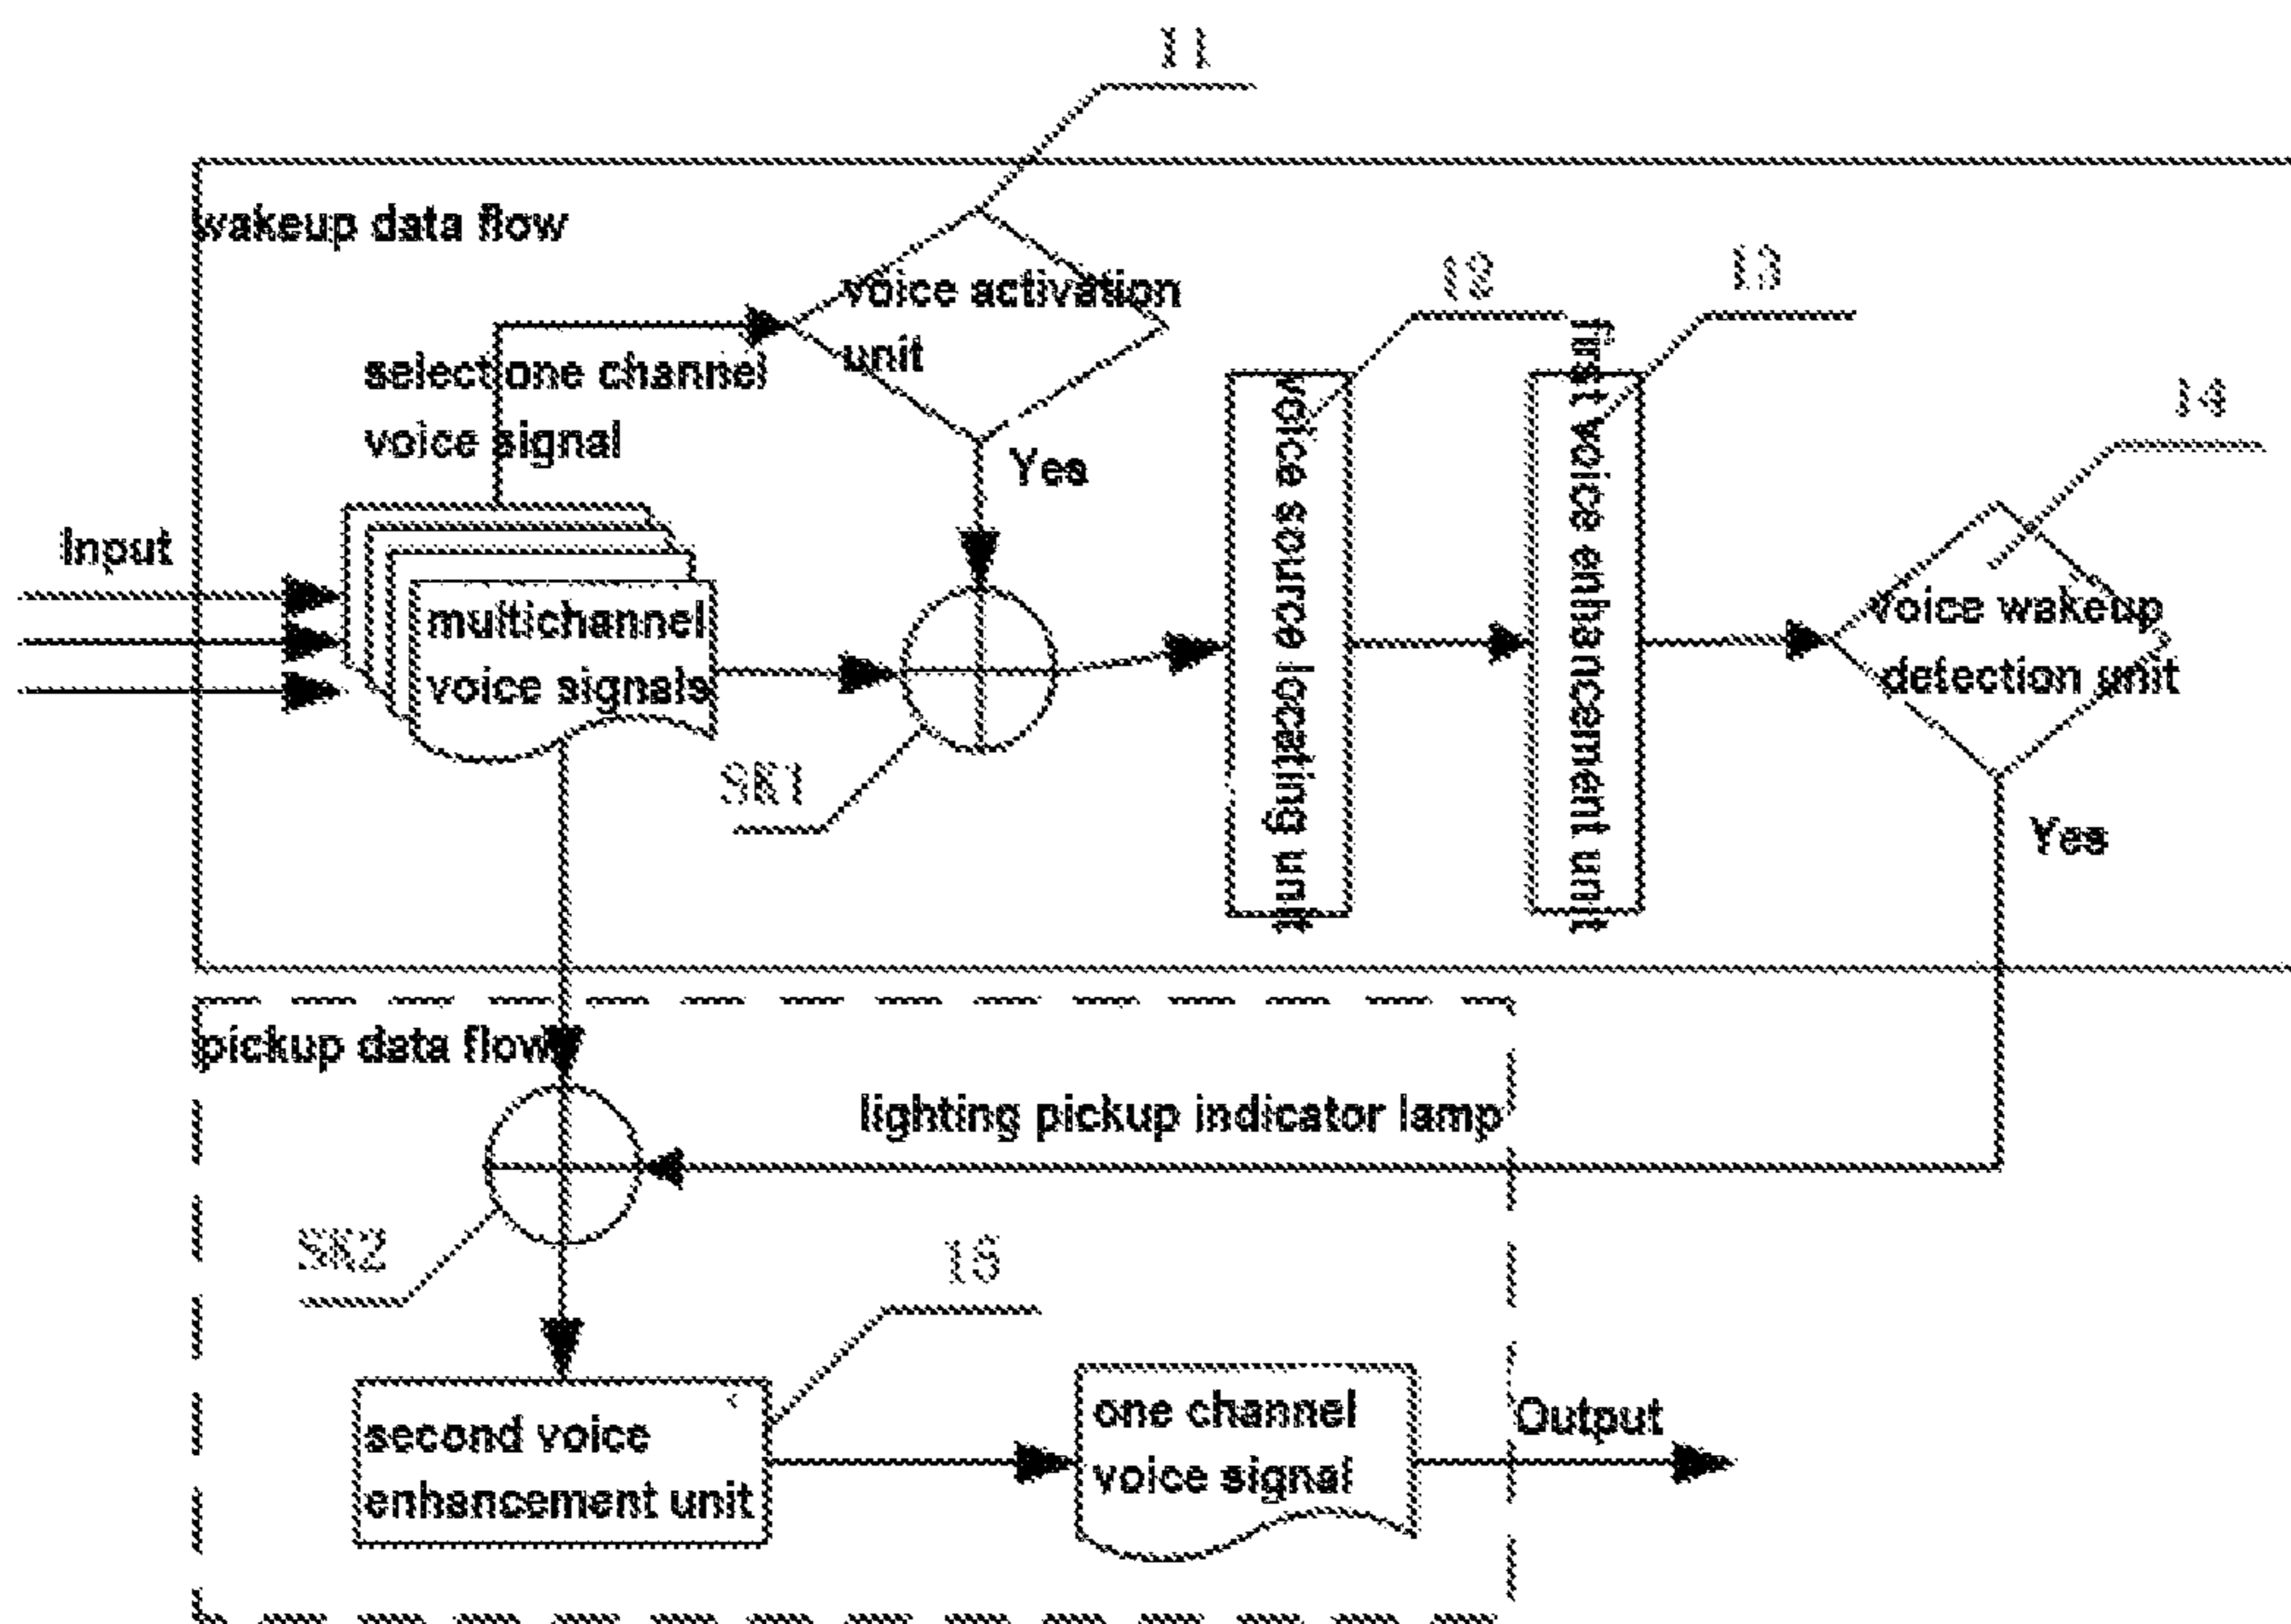 11
wakeup data flow
voice activation
unit
12
13
select one channel
voice signal
14
Yes
Input
voice source locating unit
first voice enhancement unit
multichannel
voice signals
voice wakeup
detection unit
SK1
Yes
pickup data flow
lighting pickup indicator lamp
SK2
one channel
voice signal
Output
second voice
enhancement unit